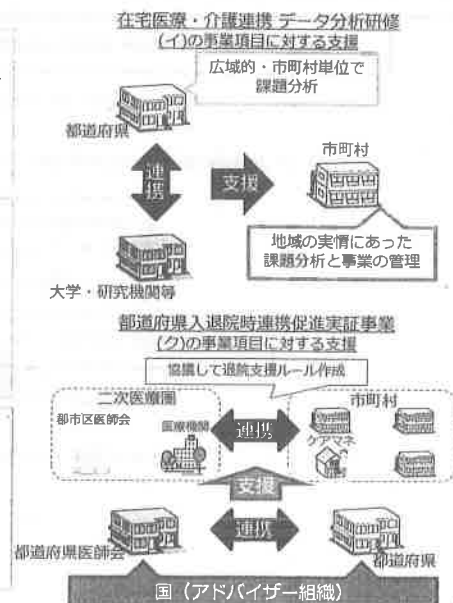 在宅医療・介護連携 データ分析研修
(イ)の事業項目に対する支援
広域的・市町村単位で
課題分析
都道府県
連携
支援
市町村
地域の実情にあった
課題分析と事業の管理
大学・研究機関等
都道府県入退院時連携促進実証事業
(ク)の事業項目に対する支援
協議して退院支援ルール作成
二次医療圏
郡市区医師会
医療機関
連携
市町村
ケアマネ
支援
都道府県医師会
連携
都道府県
国（アドバイザー組織）